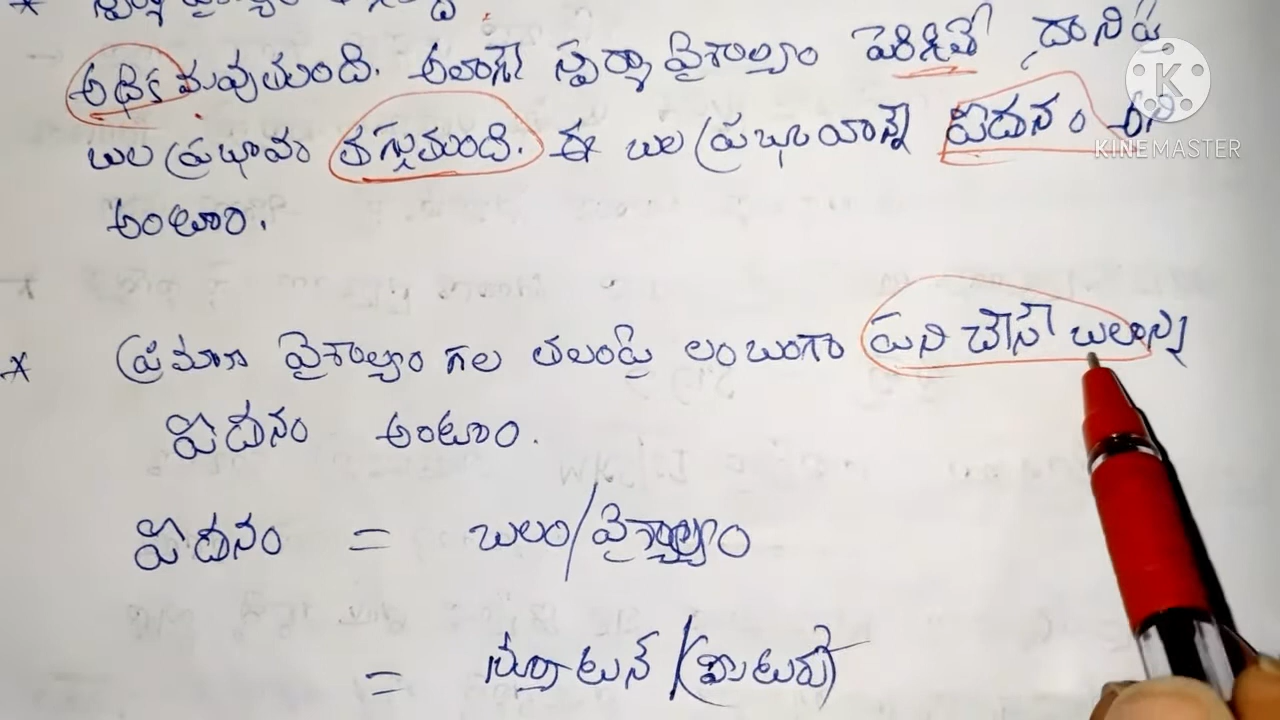 అధికమవుతుంది. అలాగే స్పర్శా వైశాల్యం పెరిగితే దానిపై
బల ప్రభావం తగ్గుతుంది. ఈ బల ప్రభావాన్నే పీడనం అని
అంటారు.
* ప్రమాణ వైశాల్యం గల తలంపై లంబంగా పని చేసే బలాన్ని
పీడనం అంటాం.
పీడనం = బలం/వైశాల్యం
= న్యూటన్/(మీటరు)
KINEMASTER